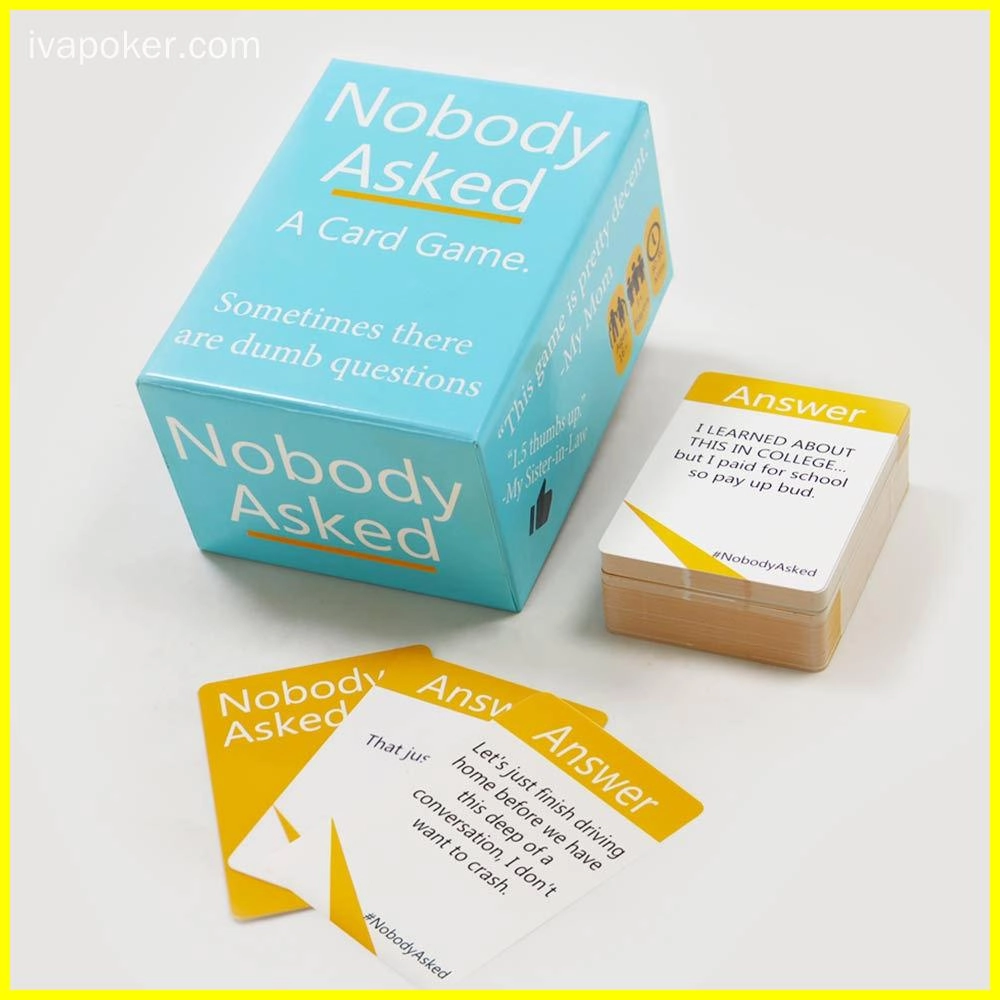 ivapoker.com
Nobody
Asked
A Card Game.
Sometimes there
are dumb questions
Nobody
Asked
"This game is pretty decent."
-My Mom
"1.5 thumbs up."
-My Sister-in-Law
Answer
I LEARNED ABOUT
THIS IN COLLEGE...
but I paid for school
so pay up bud.
#NobodyAsked
Nobody
Asked
Answ
That jus
Answer
Let's just finish driving
home before we have
this deep of a
conversation, I don't
want to crash.
#NobodyAsked